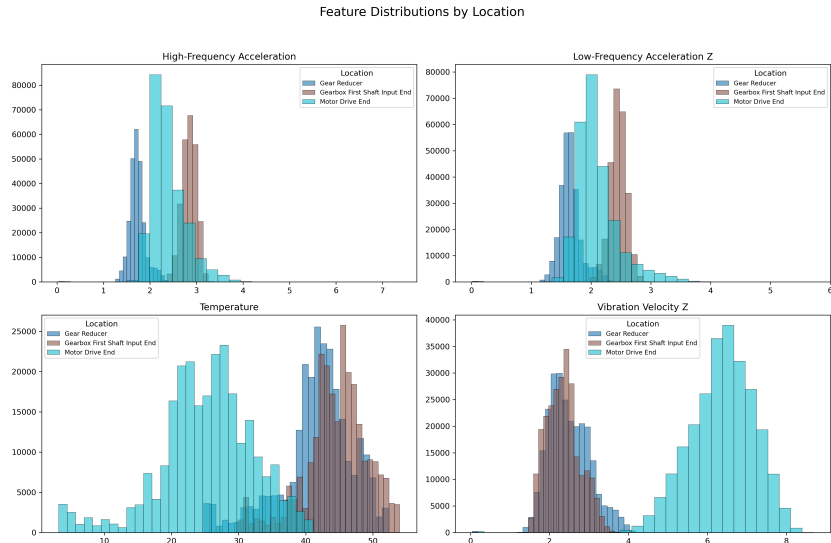 Feature Distributions by Location
High-Frequency Acceleration
Location
Gear Reducer
Gearbox First Shaft Input End
Motor Drive End
80000
70000
60000
50000
40000
30000
20000
10000
0
0 1 2 3 4 5 6 7
Low-Frequency Acceleration Z
Location
Gear Reducer
Gearbox First Shaft Input End
Motor Drive End
80000
70000
60000
50000
40000
30000
20000
10000
0
0 1 2 3 4 5 6
Temperature
Location
Gear Reducer
Gearbox First Shaft Input End
Motor Drive End
25000
20000
15000
10000
5000
0
10 20 30 40 50
Vibration Velocity Z
Location
Gear Reducer
Gearbox First Shaft Input End
Motor Drive End
40000
35000
30000
25000
20000
15000
10000
5000
0
0 2 4 6 8